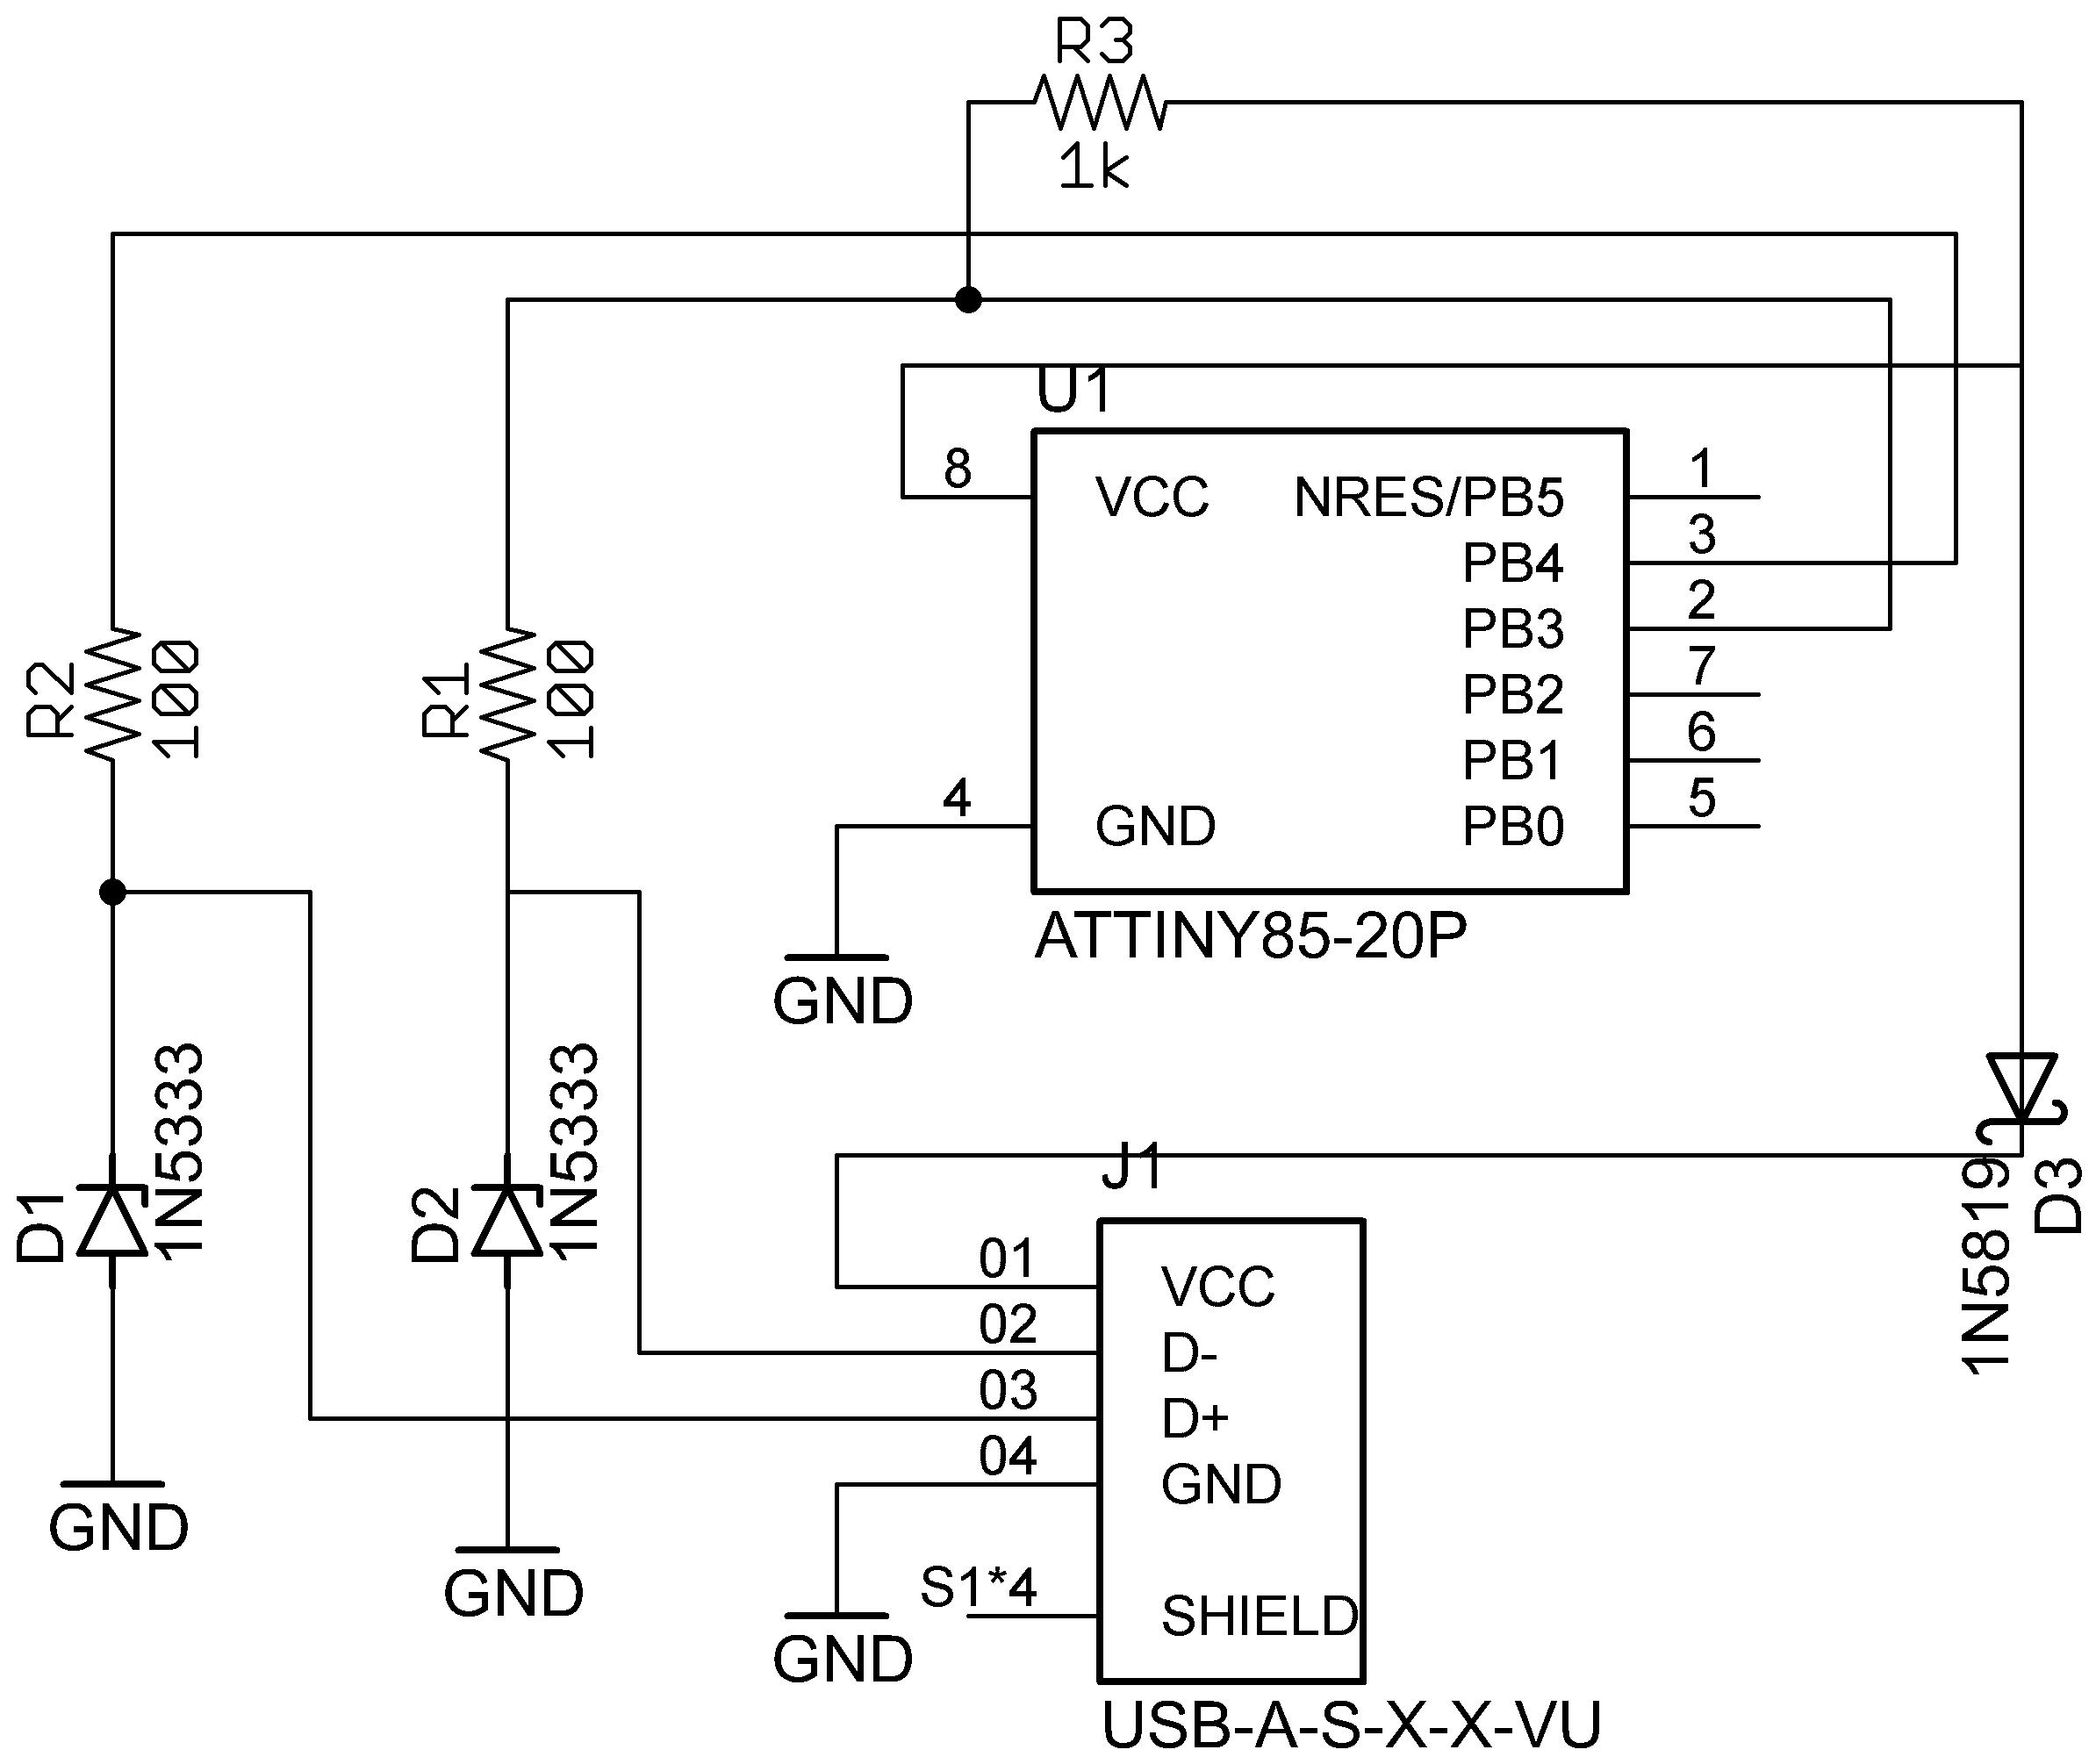 R3
1k
U1
8
VCC
NRES/PB5
1
PB4
3
PB3
2
PB2
7
PB1
6
4
GND
PB0
5
ATTINY85-20P
GND
R2
100
R1
100
D1
1N5333
D2
1N5333
1N5819
D3
J1
01
VCC
02
D-
03
D+
04
GND
S1*4
SHIELD
GND
GND
GND
USB-A-S-X-X-VU